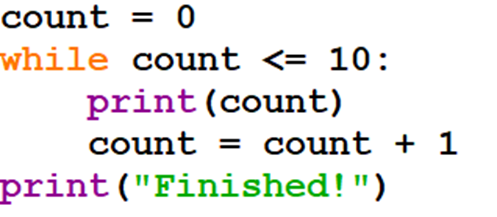 count = 0
while count <= 10:
    print(count)
    count = count + 1
print("Finished!")